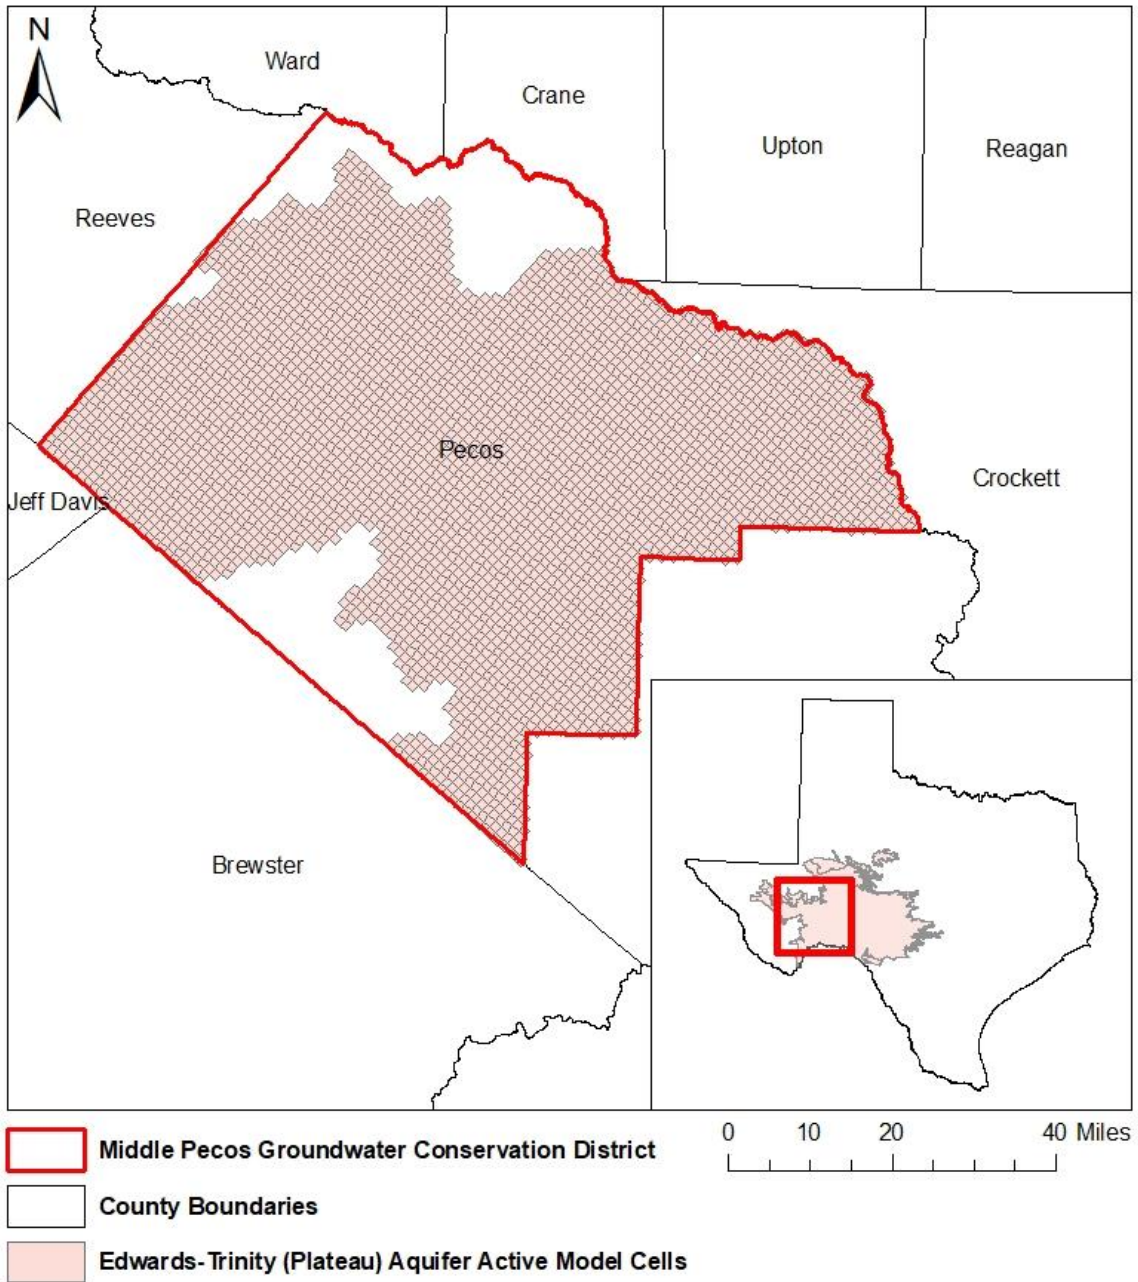 N
Ward
Crane
Upton
Reagan
Reeves
Pecos
Crockett
Jeff Davis
Brewster
0 10 20 40 Miles
Middle Pecos Groundwater Conservation District
County Boundaries
Edwards-Trinity (Plateau) Aquifer Active Model Cells